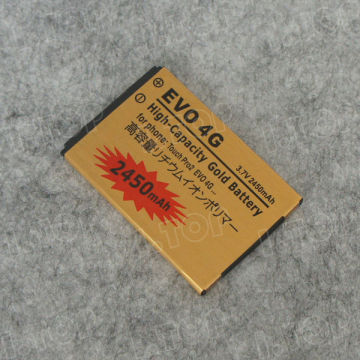 EVO 4G
High-Capacity Gold Battery
3.7V 2450mAh
for phone: Touch Pro2 EVO 4G ...
高容量リチウムイオンポリマー
2450mAh